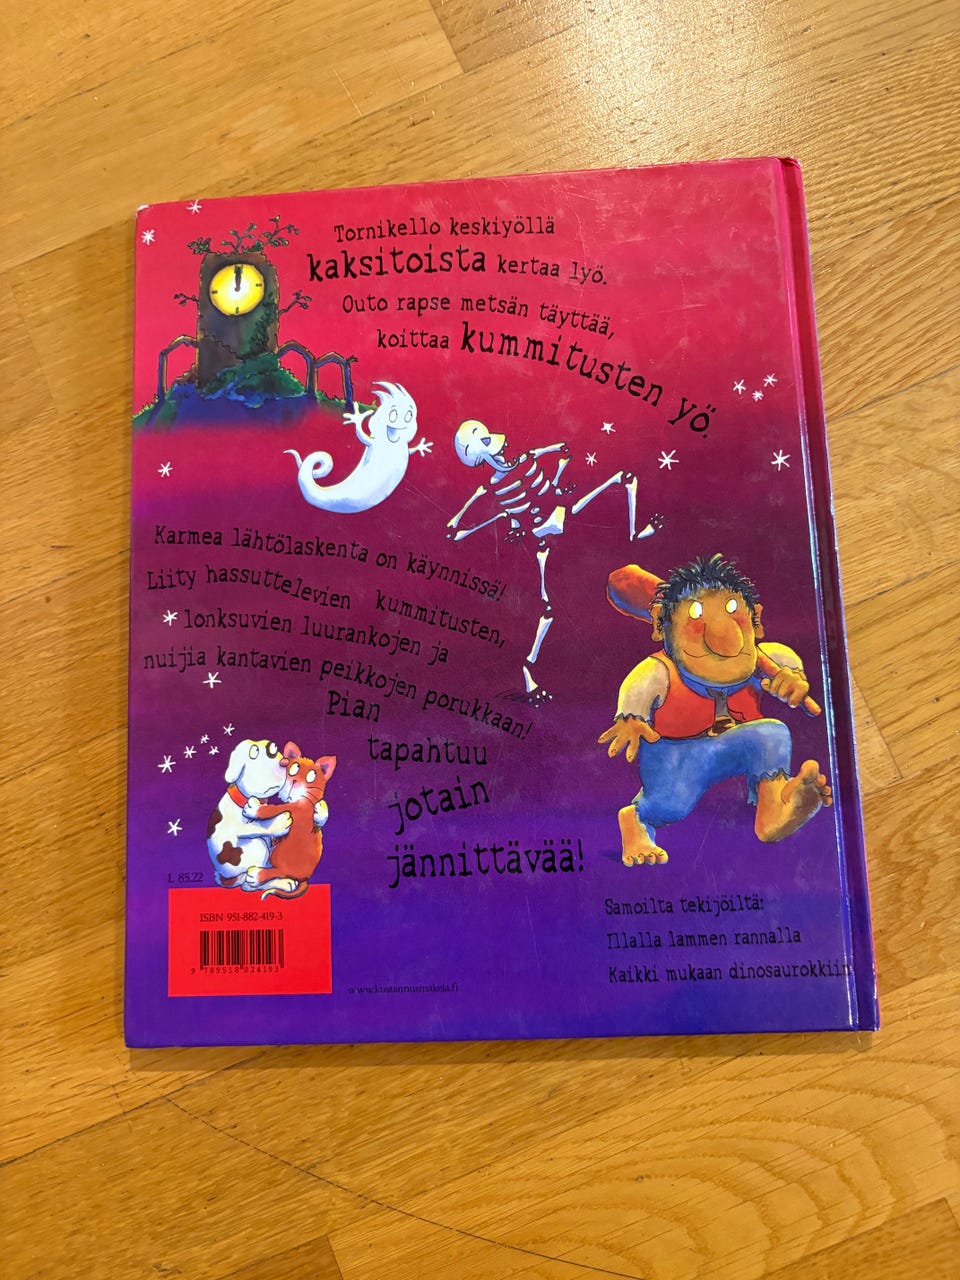 Tornikello keskiyöllä
kaksitoista kertaa lyö.
Outo rapse metsän täyttää,
koittaa kummitusten yö.
Karmea lähtölaskenta on käynnissä!
Liity hassuttelevien kummitusten,
lonksuvien luurankojen ja
nuijia kantavien peikkojen porukkaan!
Pian
tapahtuu
jotain
jännittävää!
L 85.22
ISBN 951-882-419-3
9 789518 824193
www.kustannusmakela.fi
Samoilta tekijöiltä:
Illalla lammen rannalla
Kaikki mukaan dinosaurokkiin